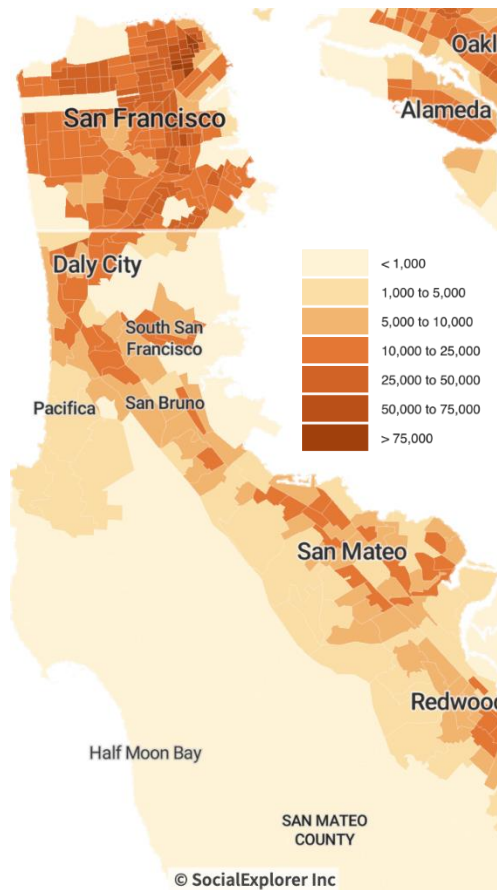 Oakl
Alameda
San Francisco
Daly City
< 1,000
1,000 to 5,000
5,000 to 10,000
10,000 to 25,000
25,000 to 50,000
50,000 to 75,000
> 75,000
South San
Francisco
Pacifica
San Bruno
San Mateo
Redwood
Half Moon Bay
SAN MATEO
COUNTY
© SocialExplorer Inc